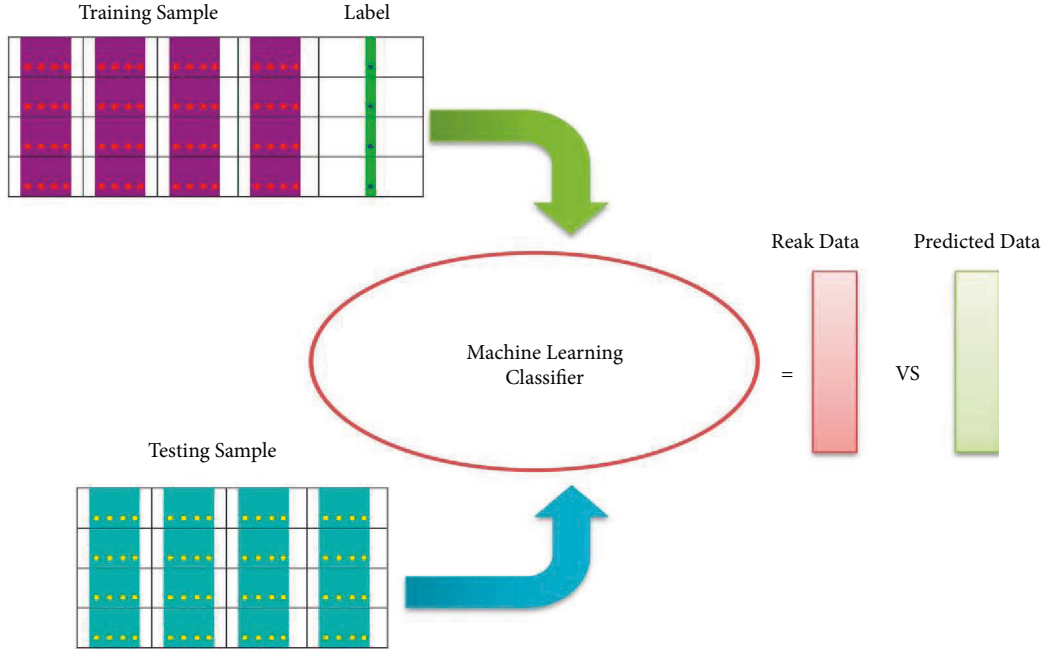 Training Sample
Label
Reak Data
Predicted Data
Machine Learning
Classifier
=
VS
Testing Sample